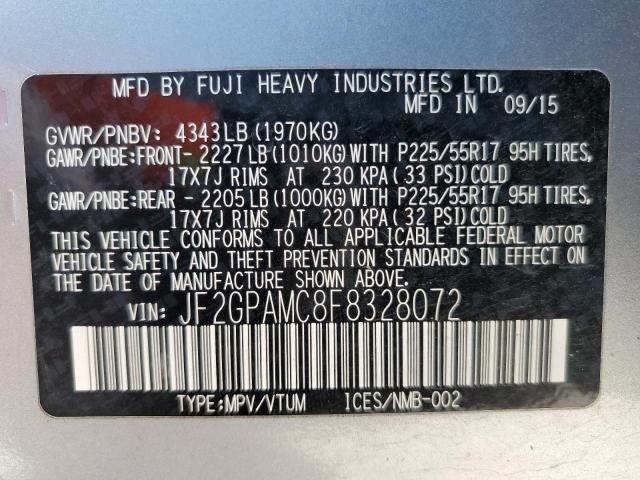 MFD BY FUJI HEAVY INDUSTRIES LTD.
MFD IN 09/15
GVWR/PNBV: 4343LB(1970KG)
GAWR/PNBE:FRONT- 2227LB(1010KG)WITH P225/55R17 95H TIRES,
17X7J RIMS AT 230 KPA(33 PSI)COLD
GAWR/PNBE:REAR -2205LB(1000KG)WITH P225/55R17 95H TIRES,
17X7J RIMS AT 220 KPA(32 PSI)COLD
THIS VEHICLE CONFORMS TO ALL APPLICABLE FEDERAL MOTOR
VEHICLE SAFETY AND THEFT PREVENTION STANDARDS IN EFFECT ON
THE DATE OF MANUFACTURE SHOWN ABOVE.
VIN: JF2GPAMC8F8328072
TYPE:MPV/VTUM ICES/NMB-002